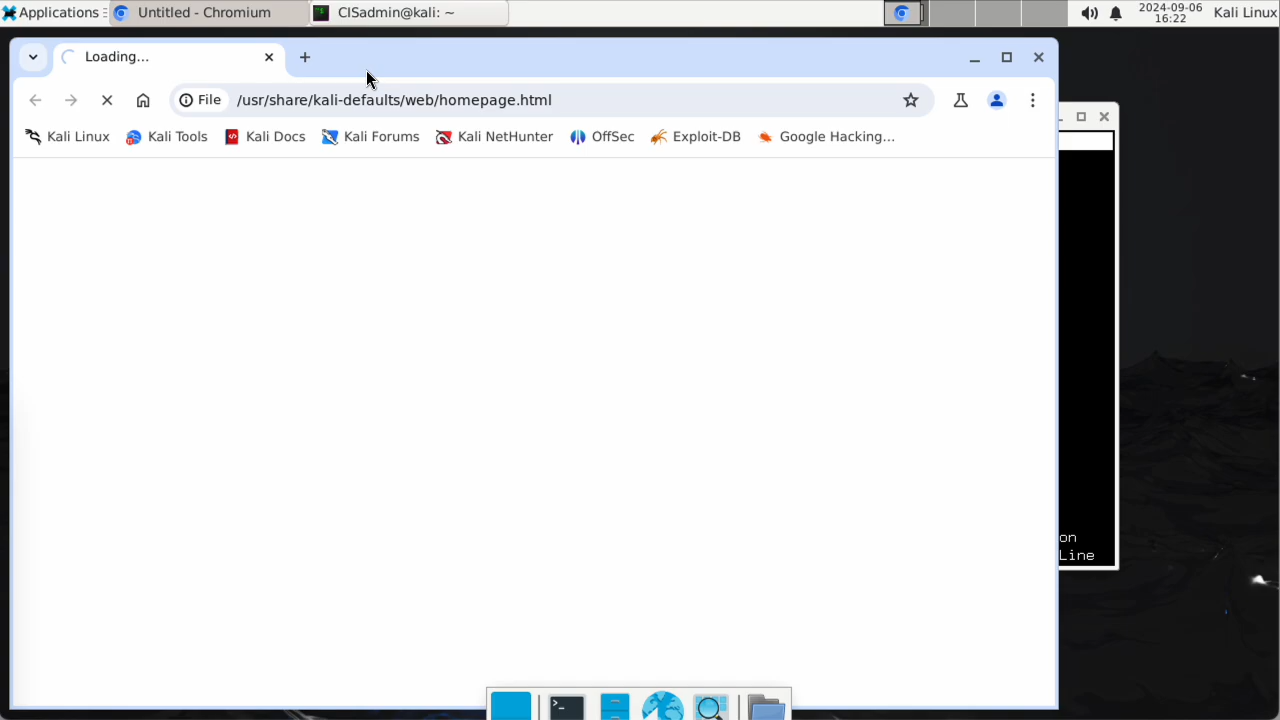 Applications
Untitled - Chromium
CISadmin@kali: ~
2024-09-06
16:22
Kali Linux
Loading...
File
/usr/share/kali-defaults/web/homepage.html
Kali Linux
Kali Tools
Kali Docs
Kali Forums
Kali NetHunter
OffSec
Exploit-DB
Google Hacking...
on
Line